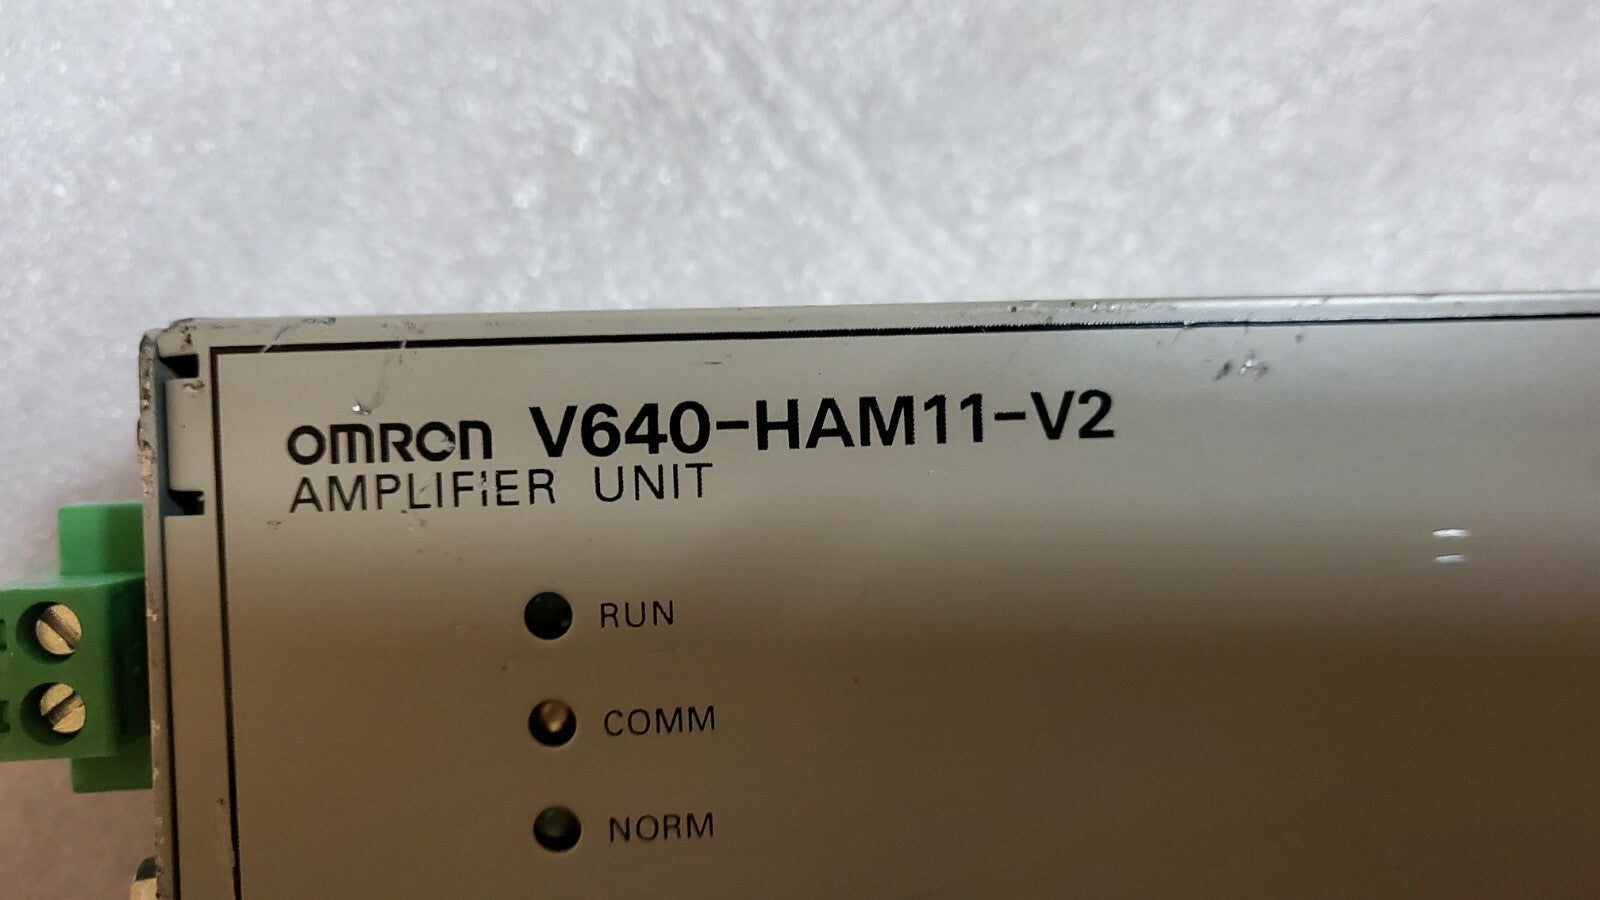 OMRON V640-HAM11-V2
AMPLIFIER UNIT
RUN
COMM
NORM